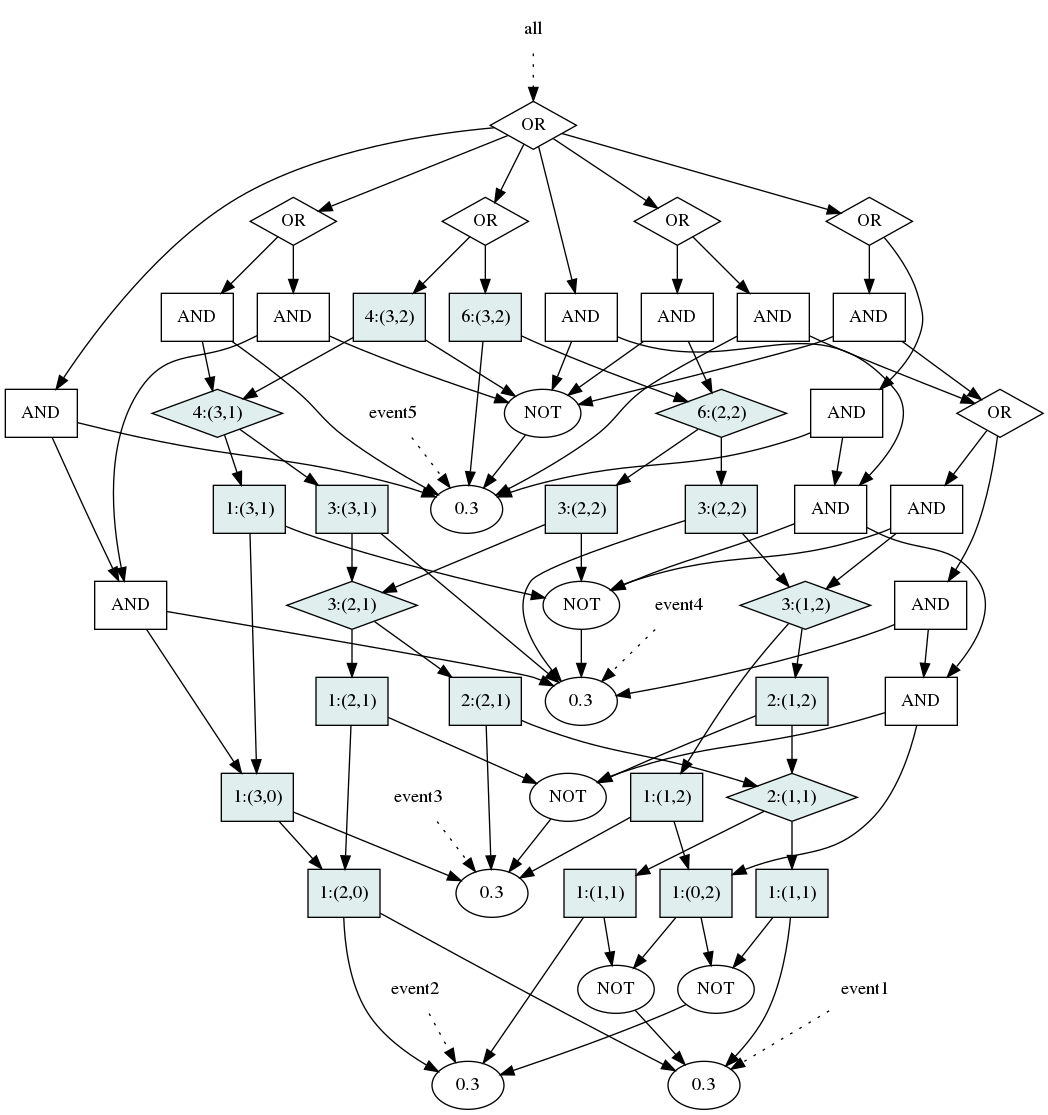 all
OR
OR
OR
OR
OR
AND
AND
4:(3,2)
6:(3,2)
AND
AND
AND
AND
AND
4:(3,1)
event5
NOT
6:(2,2)
AND
OR
1:(3,1)
3:(3,1)
0.3
3:(2,2)
3:(2,2)
AND
AND
AND
3:(2,1)
NOT
event4
3:(1,2)
AND
1:(2,1)
2:(2,1)
0.3
2:(1,2)
AND
1:(3,0)
event3
NOT
1:(1,2)
2:(1,1)
1:(2,0)
0.3
1:(1,1)
1:(0,2)
1:(1,1)
event2
NOT
NOT
event1
0.3
0.3